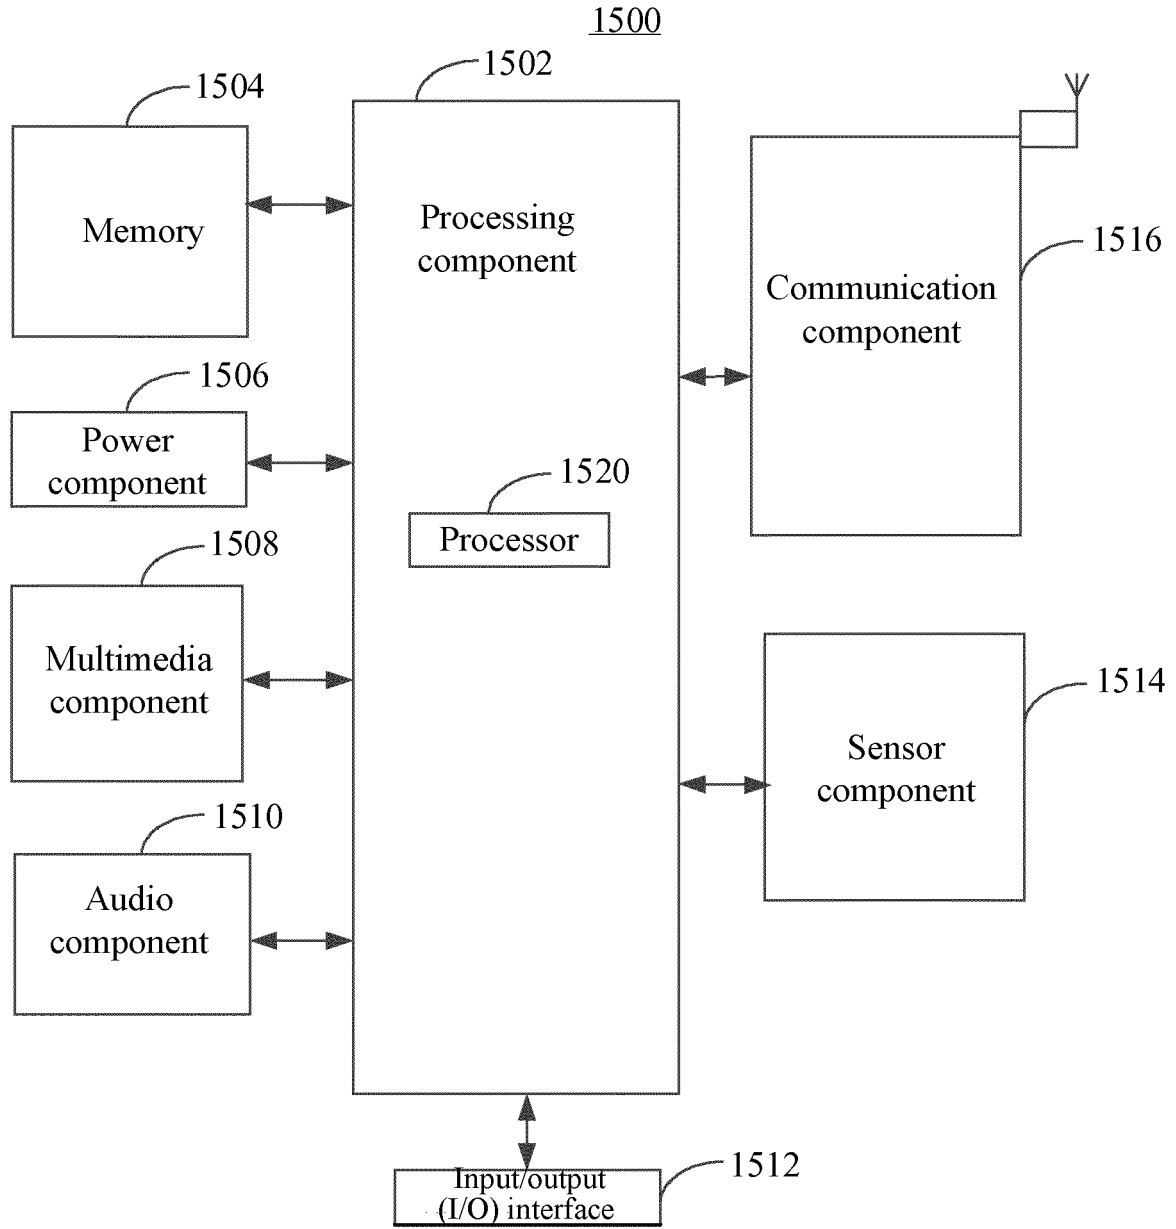 1500
1504
1502
Memory
Processing
component
1516
Communication
component
1506
Power
component
1520
Processor
1508
Multimedia
component
1514
Sensor
component
1510
Audio
component
1512
Input/output
(I/O) interface